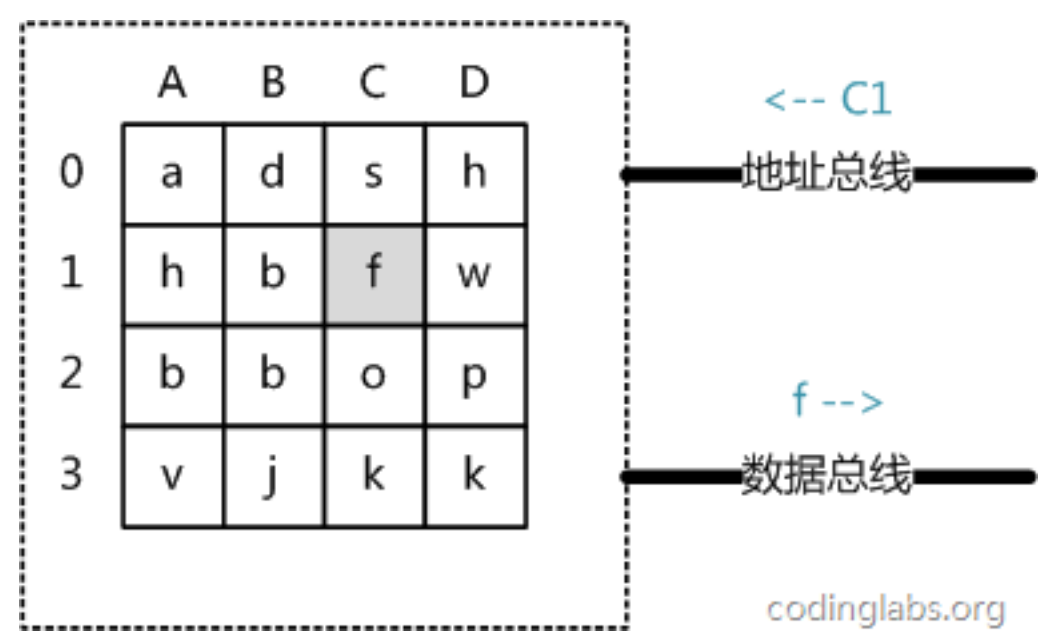 A B C D
<-- C1
0 a d s h
地址总线
1 h b f w
2 b b o p
f -->
3 v j k k
数据总线
codinglabs.org